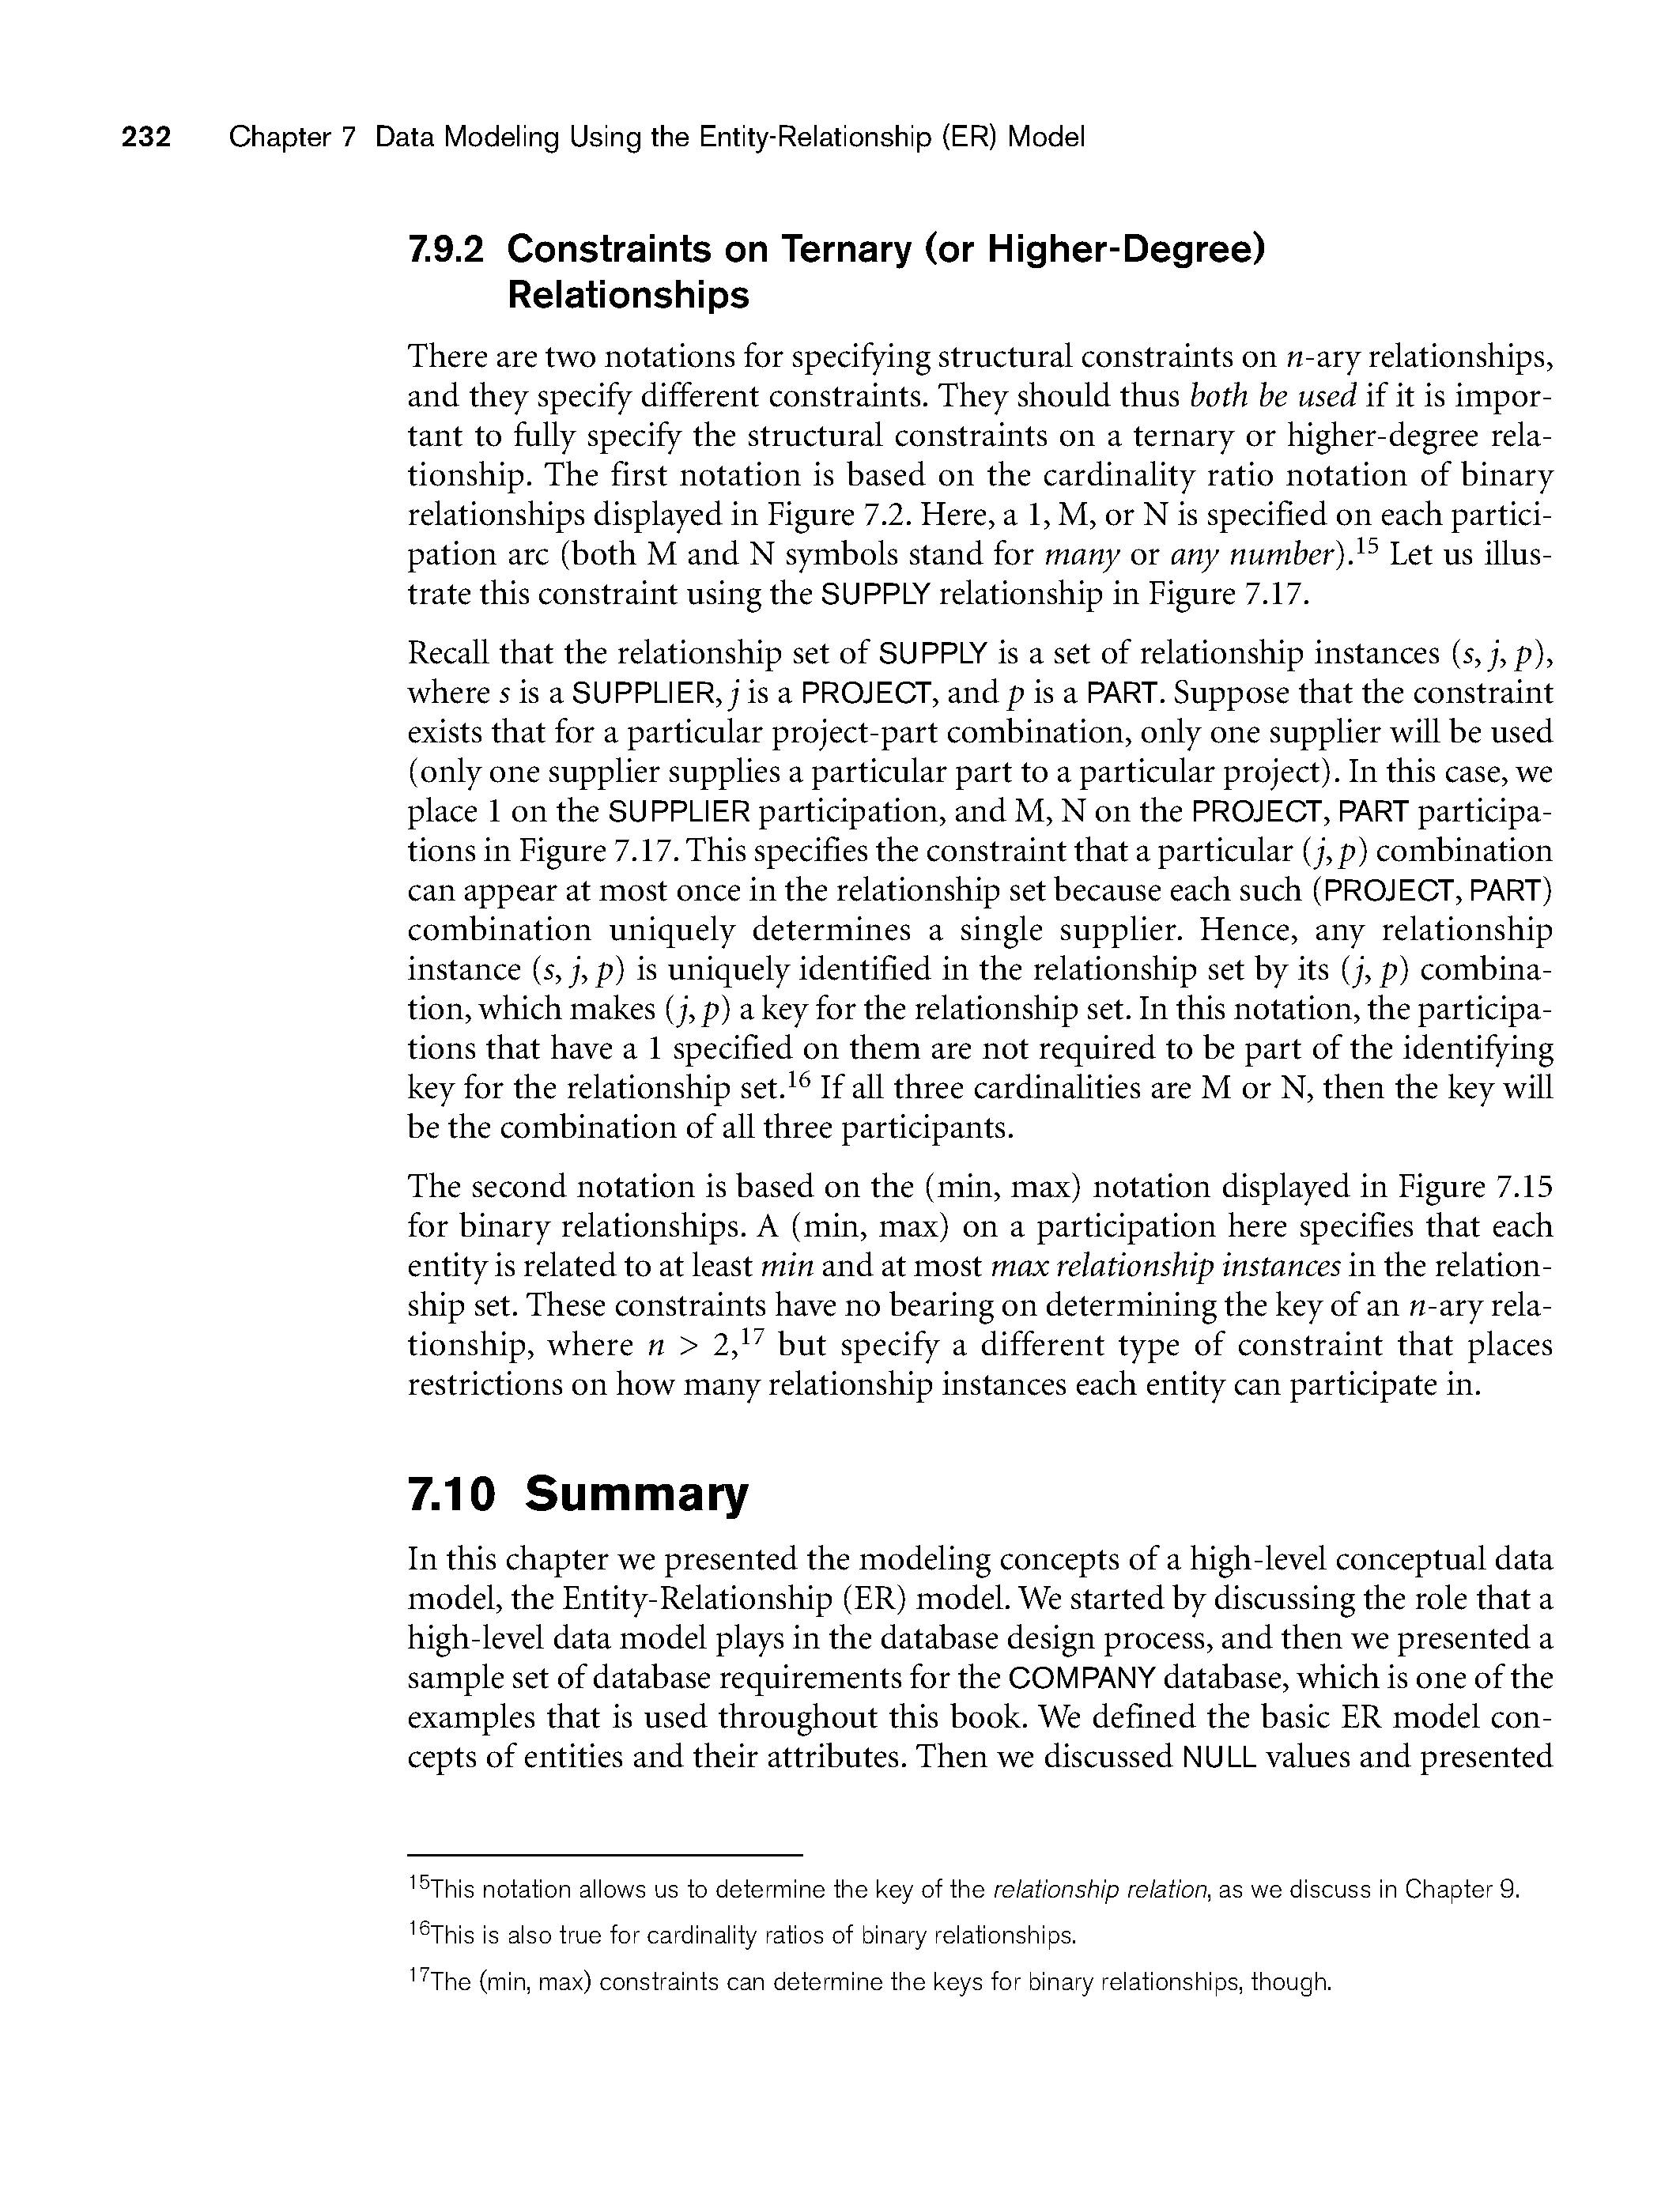 232 Chapter 7 Data Modeling Using the Entity-Relationship (ER) Model
7.9.2 Constraints on Ternary (or Higher-Degree)
Relationships
There are two notations for specifying structural constraints on n-ary relationships,
and they specify different constraints. They should thus both be used if it is impor-
tant to fully specify the structural constraints on a ternary or higher-degree rela-
tionship. The first notation is based on the cardinality ratio notation of binary
relationships displayed in Figure 7.2. Here, a 1, M, or N is specified on each partici-
pation arc (both M and N symbols stand for many or any number).15 Let us illus-
trate this constraint using the SUPPLY relationship in Figure 7.17.
Recall that the relationship set of SUPPLY is a set of relationship instances (s, j, p),
where s is a SUPPLIER, j is a PROJECT, and p is a PART. Suppose that the constraint
exists that for a particular project-part combination, only one supplier will be used
(only one supplier supplies a particular part to a particular project). In this case, we
place 1 on the SUPPLIER participation, and M, N on the PROJECT, PART participa-
tions in Figure 7.17. This specifies the constraint that a particular (j, p) combination
can appear at most once in the relationship set because each such (PROJECT, PART)
combination uniquely determines a single supplier. Hence, any relationship
instance (s, j, p) is uniquely identified in the relationship set by its (j, p) combina-
tion, which makes (j, p) a key for the relationship set. In this notation, the participa-
tions that have a 1 specified on them are not required to be part of the identifying
key for the relationship set.16 If all three cardinalities are M or N, then the key will
be the combination of all three participants.
The second notation is based on the (min, max) notation displayed in Figure 7.15
for binary relationships. A (min, max) on a participation here specifies that each
entity is related to at least min and at most max relationship instances in the relation-
ship set. These constraints have no bearing on determining the key of an n-ary rela-
tionship, where n > 2,17 but specify a different type of constraint that places
restrictions on how many relationship instances each entity can participate in.
7.10 Summary
In this chapter we presented the modeling concepts of a high-level conceptual data
model, the Entity-Relationship (ER) model. We started by discussing the role that a
high-level data model plays in the database design process, and then we presented a
sample set of database requirements for the COMPANY database, which is one of the
examples that is used throughout this book. We defined the basic ER model con-
cepts of entities and their attributes. Then we discussed NULL values and presented
15This notation allows us to determine the key of the relationship relation, as we discuss in Chapter 9.
16This is also true for cardinality ratios of binary relationships.
17The (min, max) constraints can determine the keys for binary relationships, though.